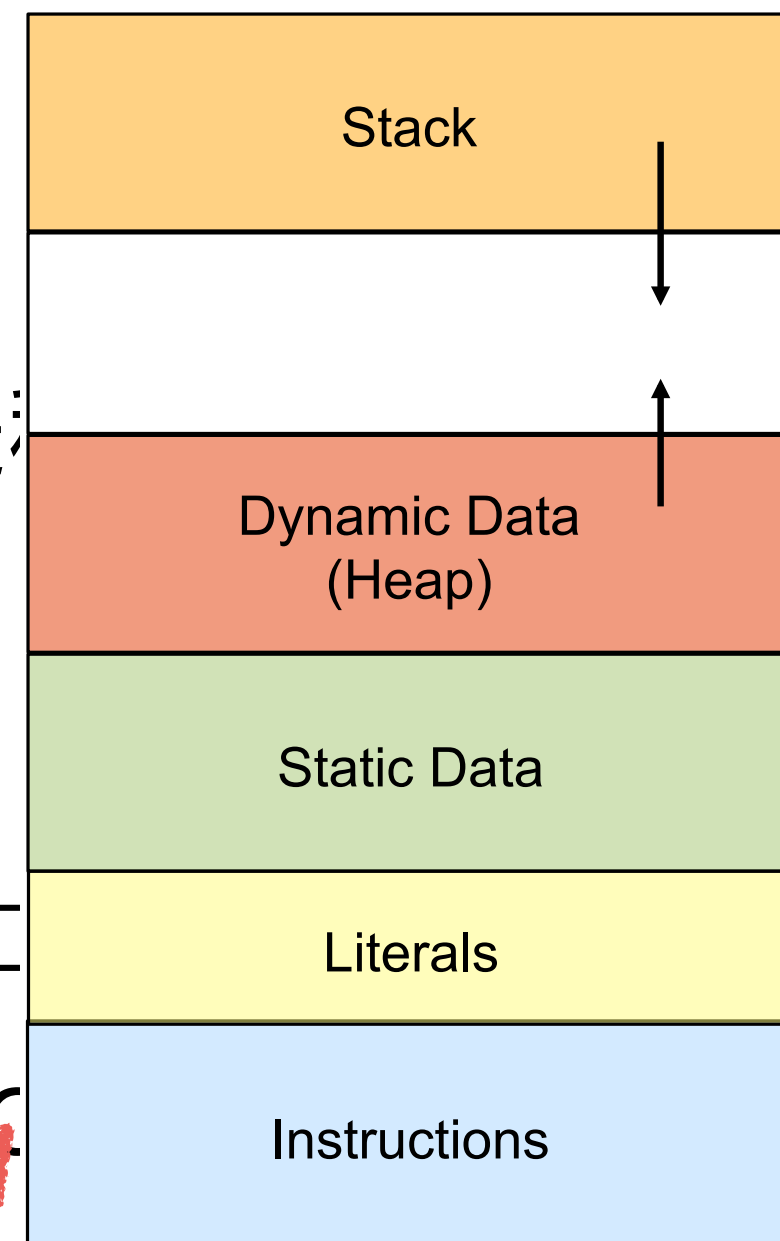 Stack
Dynamic Data
(Heap)
Static Data
Literals
Instructions